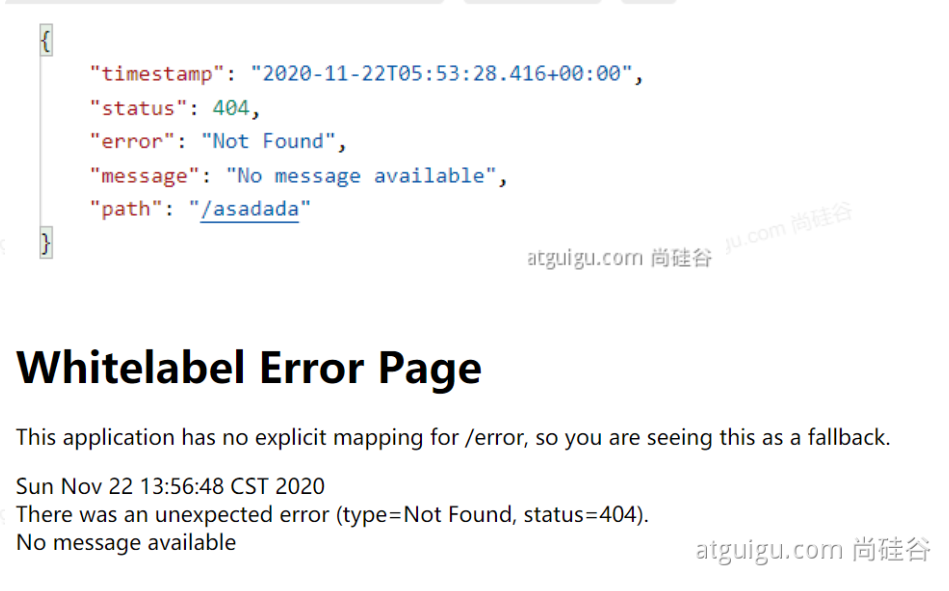 {
"timestamp": "2020-11-22T05:53:28.416+00:00",
"status": 404,
"error": "Not Found",
"message": "No message available",
"path": "/asadada"
}
gu.com 尚硅谷
atguigu.com 尚硅谷
Whitelabel Error Page
This application has no explicit mapping for /error, so you are seeing this as a fallback.
Sun Nov 22 13:56:48 CST 2020
There was an unexpected error (type=Not Found, status=404).
No message available
atguigu.com 尚硅谷